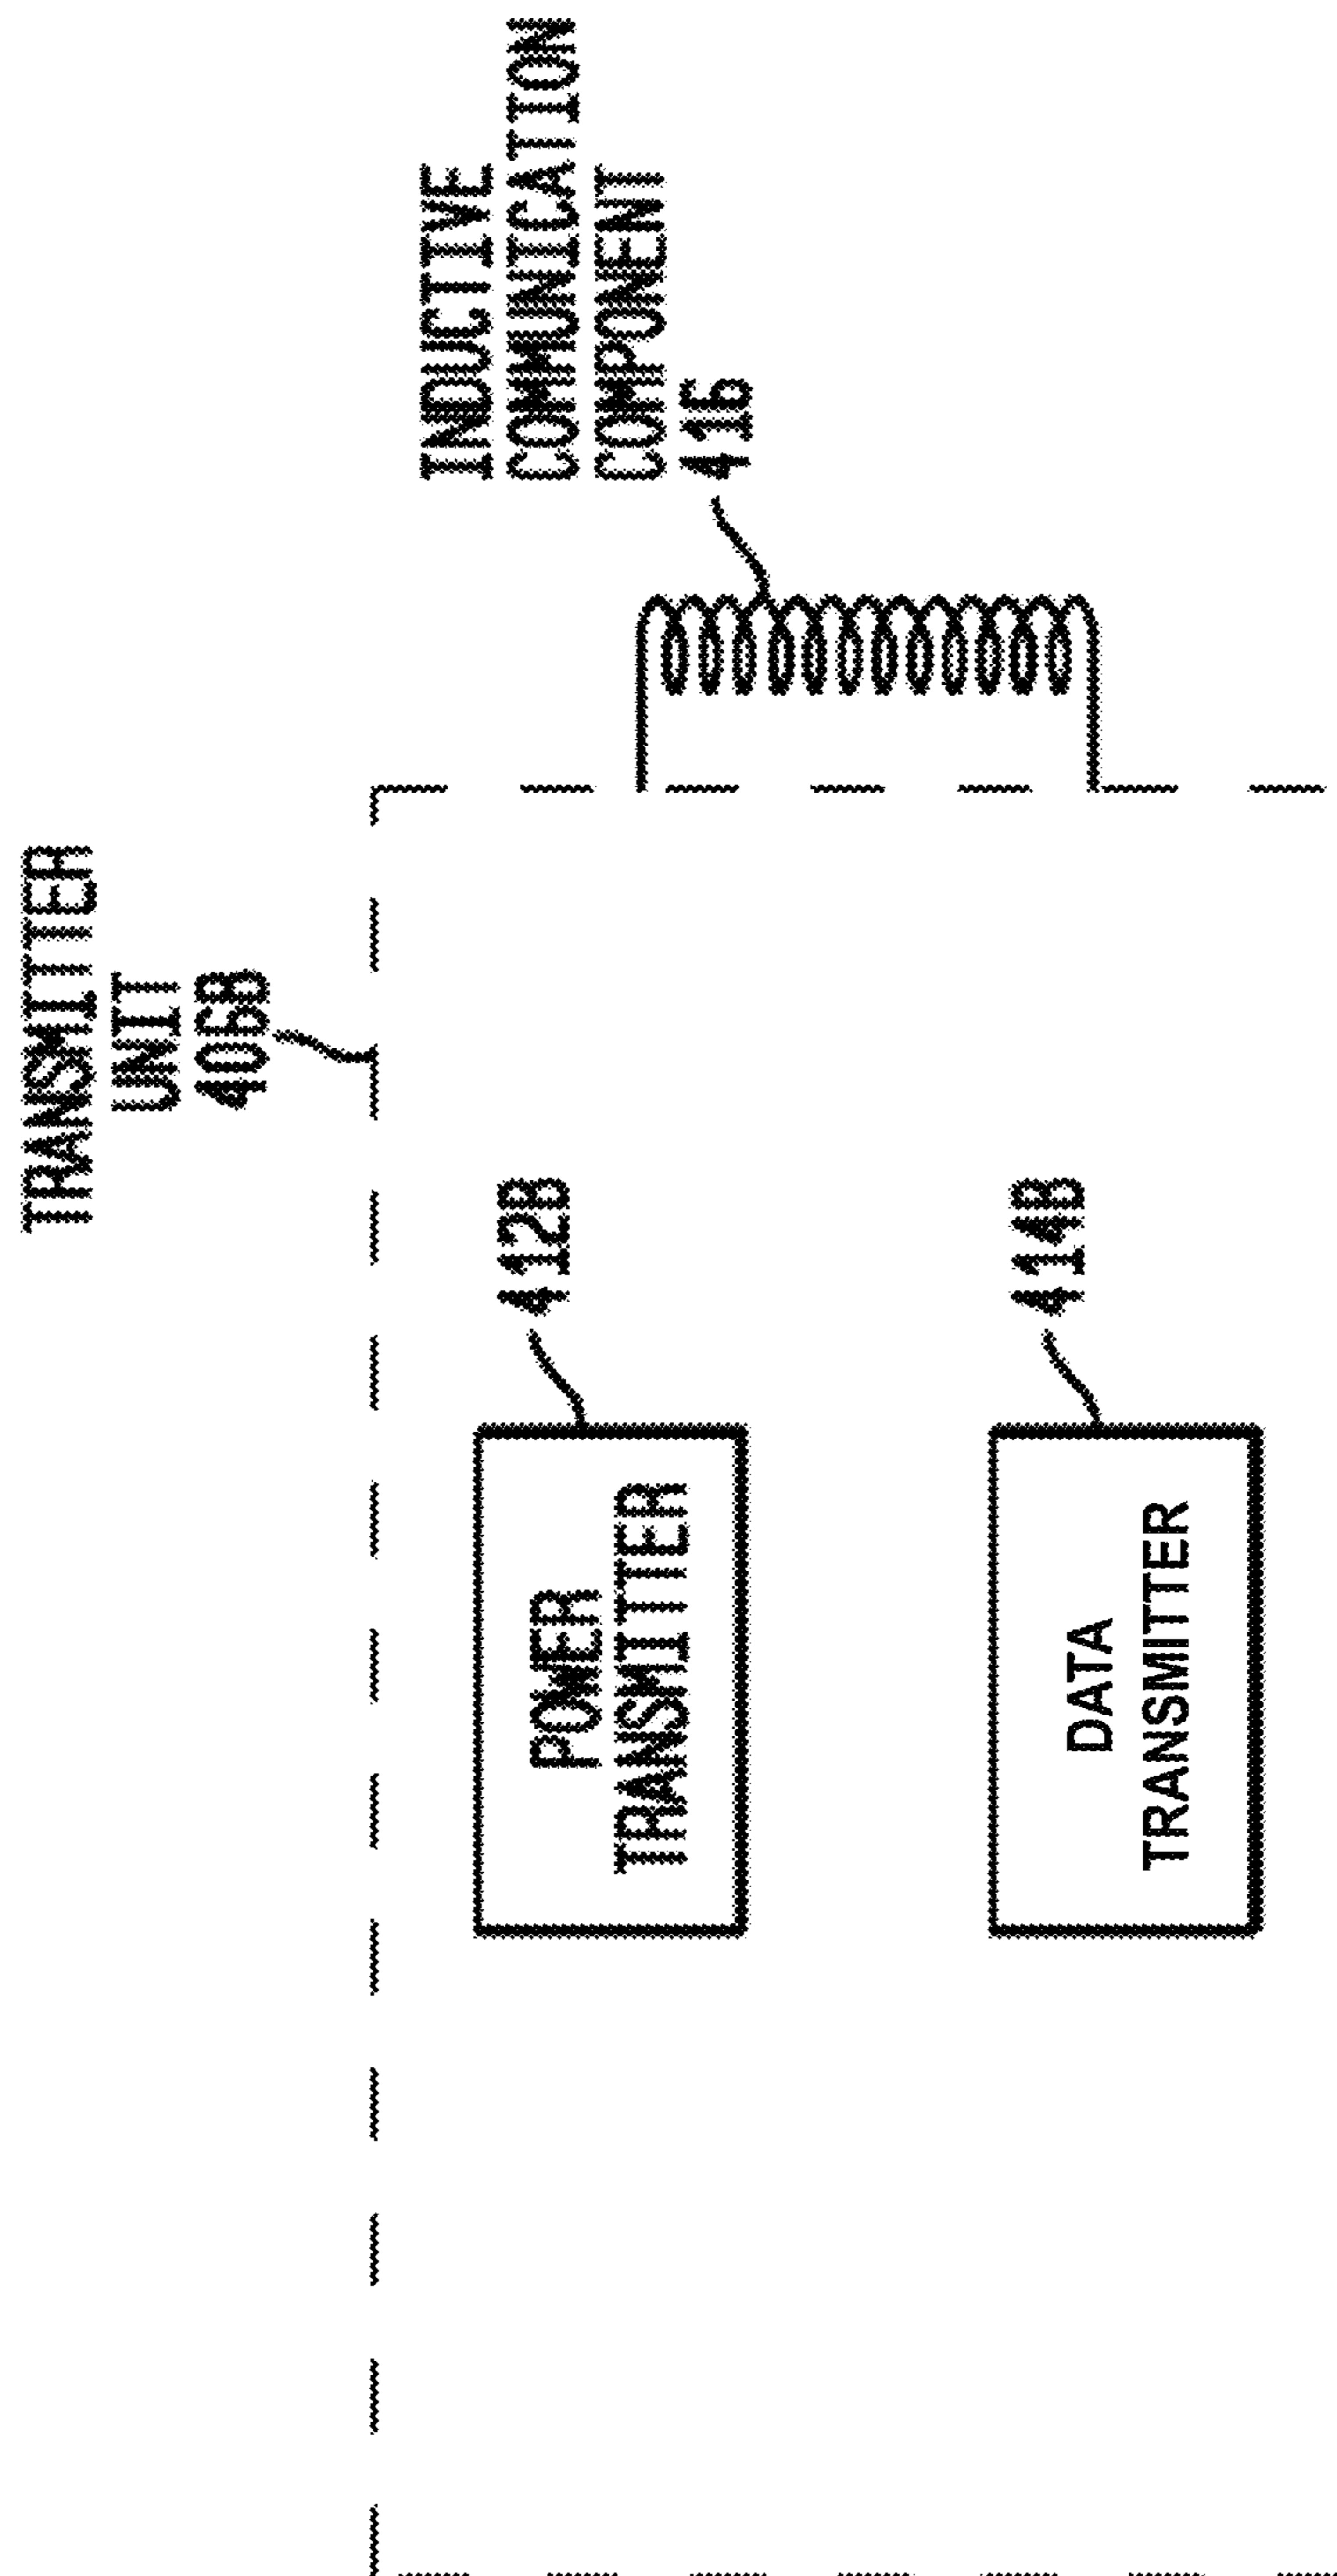 TRANSMITTER
UNIT
406B
INDUCTIVE
COMMUNICATION
COMPONENT
416
412B
POWER
TRANSMITTER
414B
DATA
TRANSMITTER